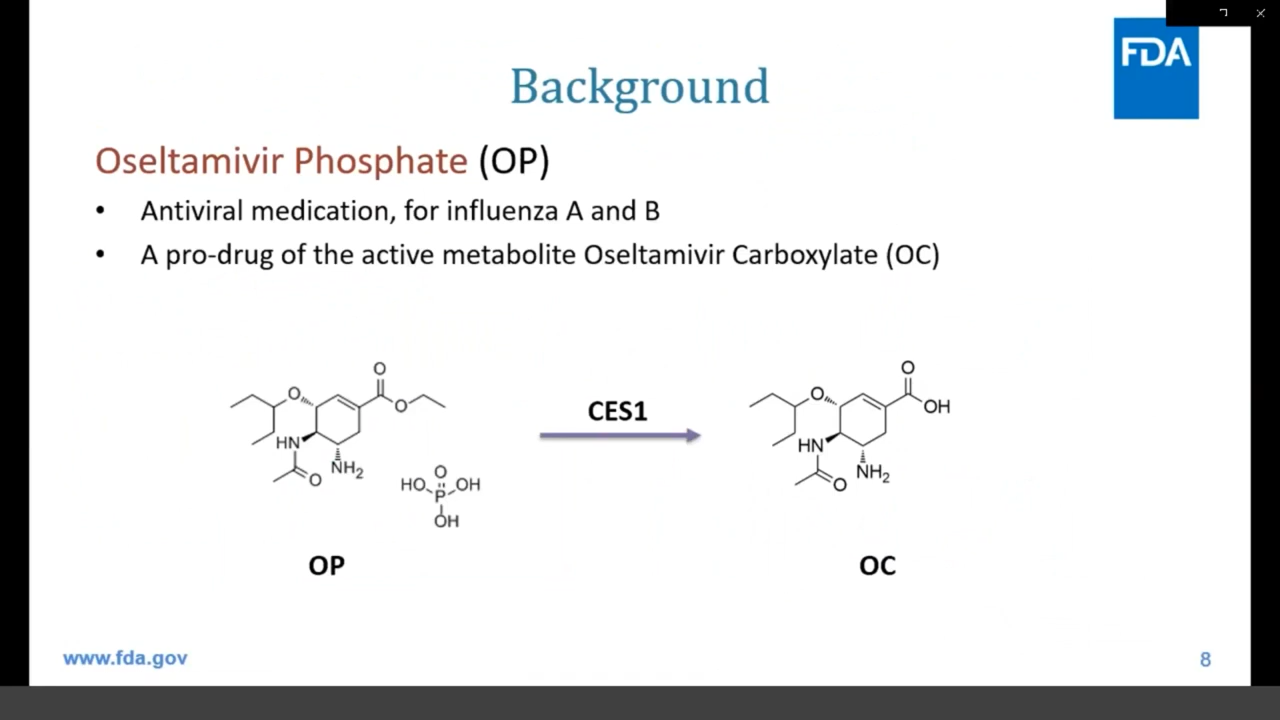 FDA
Background
Oseltamivir Phosphate (OP)
• Antiviral medication, for influenza A and B
• A pro-drug of the active metabolite Oseltamivir Carboxylate (OC)
O
O
O
HN
NH2
O
O
HO
P
OH
OH
CES1
O
O
OH
HN
NH2
O
OP
OC
www.fda.gov
8